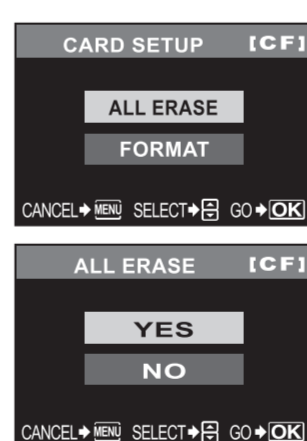 CARD SETUP [CF]
ALL ERASE
FORMAT
CANCEL➧MENU SELECT➧ GO➧OK
ALL ERASE [CF]
YES
NO
CANCEL➧MENU SELECT➧ GO➧OK